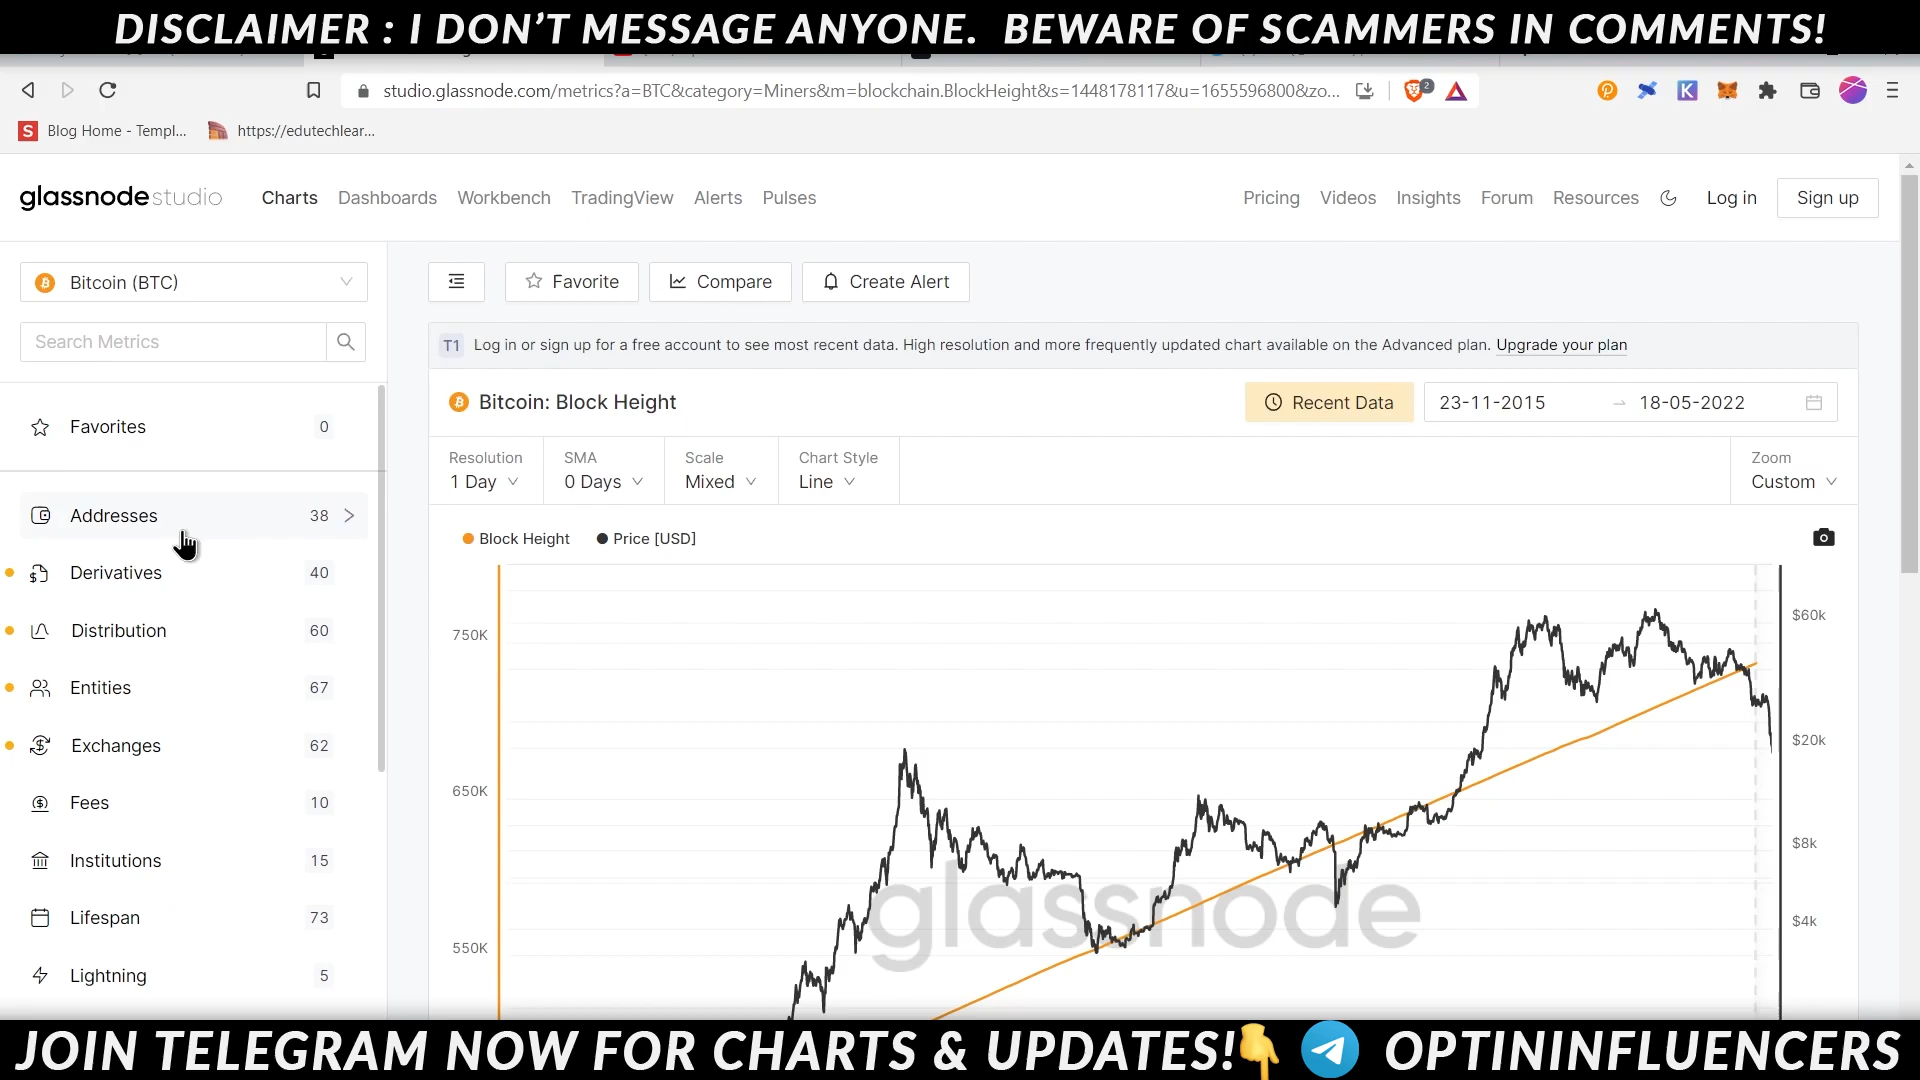 DISCLAIMER : I DON'T MESSAGE ANYONE. BEWARE OF SCAMMERS IN COMMENTS!
studio.glassnode.com/metrics?a=BTC&category=Miners&m=blockchain.BlockHeight&s=1448178117&u=1655596800&zo...
2
K
S Blog Home - Templ...
https://edutechlear...
glassnode studio
Charts
Dashboards
Workbench
TradingView
Alerts
Pulses
Pricing
Videos
Insights
Forum
Resources
Log in
Sign up
Bitcoin (BTC)
Search Metrics
Favorites 0
Addresses 38
Derivatives 40
Distribution 60
Entities 67
Exchanges 62
Fees 10
Institutions 15
Lifespan 73
Lightning 5
Favorite
Compare
Create Alert
T1 Log in or sign up for a free account to see most recent data. High resolution and more frequently updated chart available on the Advanced plan. Upgrade your plan
Bitcoin: Block Height
Recent Data
23-11-2015 → 18-05-2022
Resolution
1 Day
SMA
0 Days
Scale
Mixed
Chart Style
Line
Zoom
Custom
Block Height
Price [USD]
750K
650K
550K
$60k
$20k
$8k
$4k
glassnode
JOIN TELEGRAM NOW FOR CHARTS & UPDATES!👇 OPTININFLUENCERS